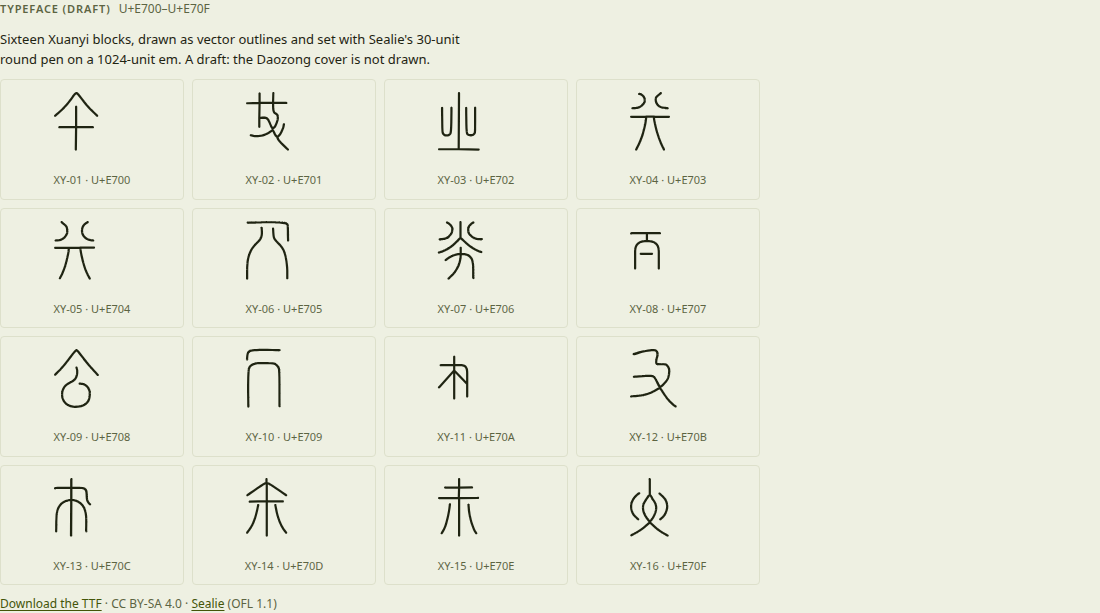 TYPEFACE (DRAFT) U+E700–U+E70F
Sixteen Xuanyi blocks, drawn as vector outlines and set with Sealie's 30-unit
round pen on a 1024-unit em. A draft: the Daozong cover is not drawn.
XY-01 · U+E700
XY-02 · U+E701
XY-03 · U+E702
XY-04 · U+E703
XY-05 · U+E704
XY-06 · U+E705
XY-07 · U+E706
XY-08 · U+E707
XY-09 · U+E708
XY-10 · U+E709
XY-11 · U+E70A
XY-12 · U+E70B
XY-13 · U+E70C
XY-14 · U+E70D
XY-15 · U+E70E
XY-16 · U+E70F
Download the TTF · CC BY-SA 4.0 · Sealie (OFL 1.1)